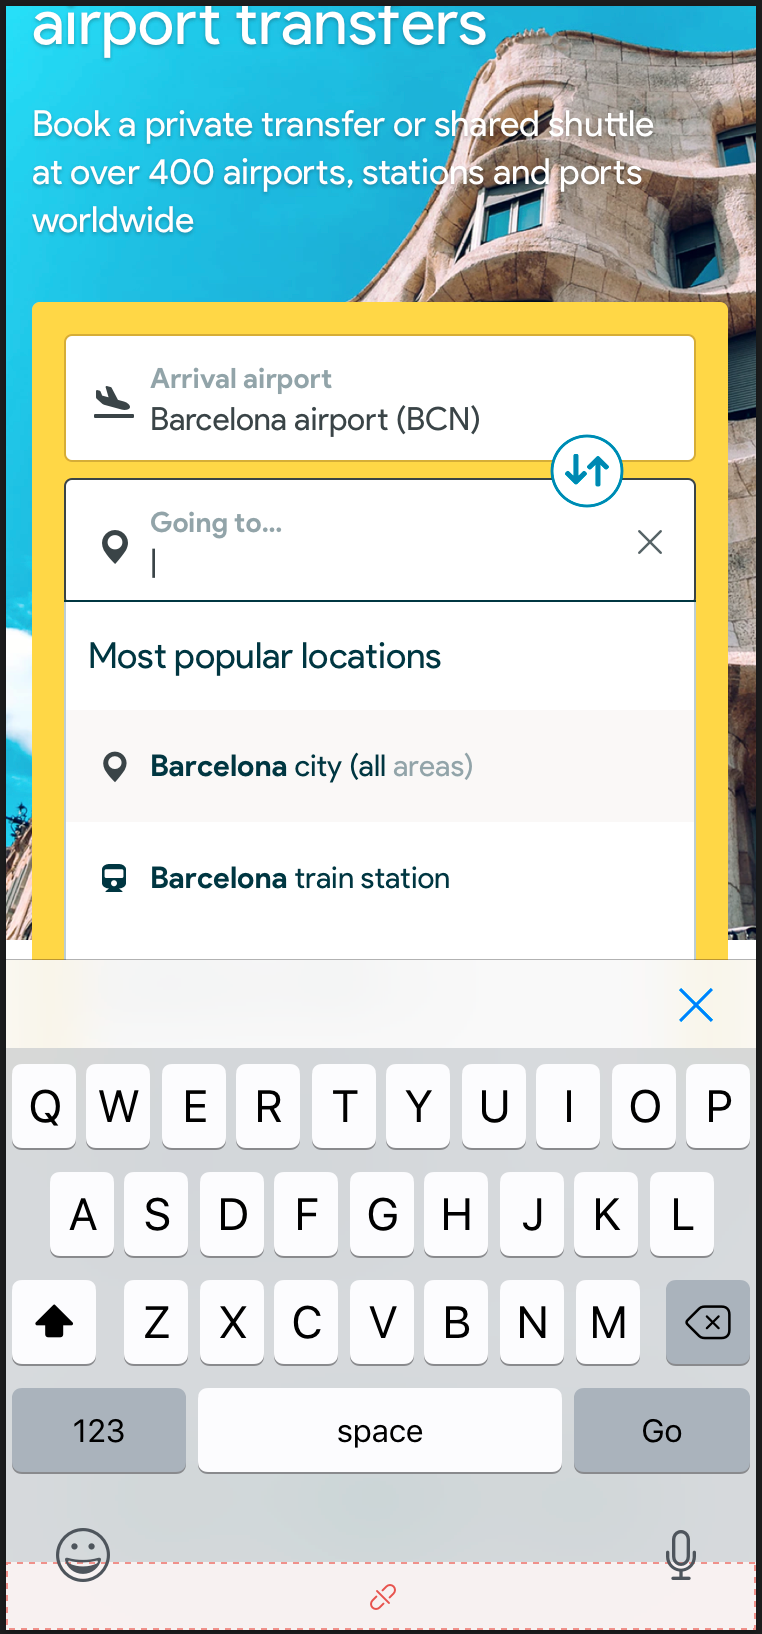 airport transfers
Book a private transfer or shared shuttle
at over 400 airports, stations and ports
worldwide
Arrival airport
Barcelona airport (BCN)
Going to...
Most popular locations
Barcelona city (all areas)
Barcelona train station
Q W E R T Y U I O P
A S D F G H J K L
Z X C V B N M
123 space Go